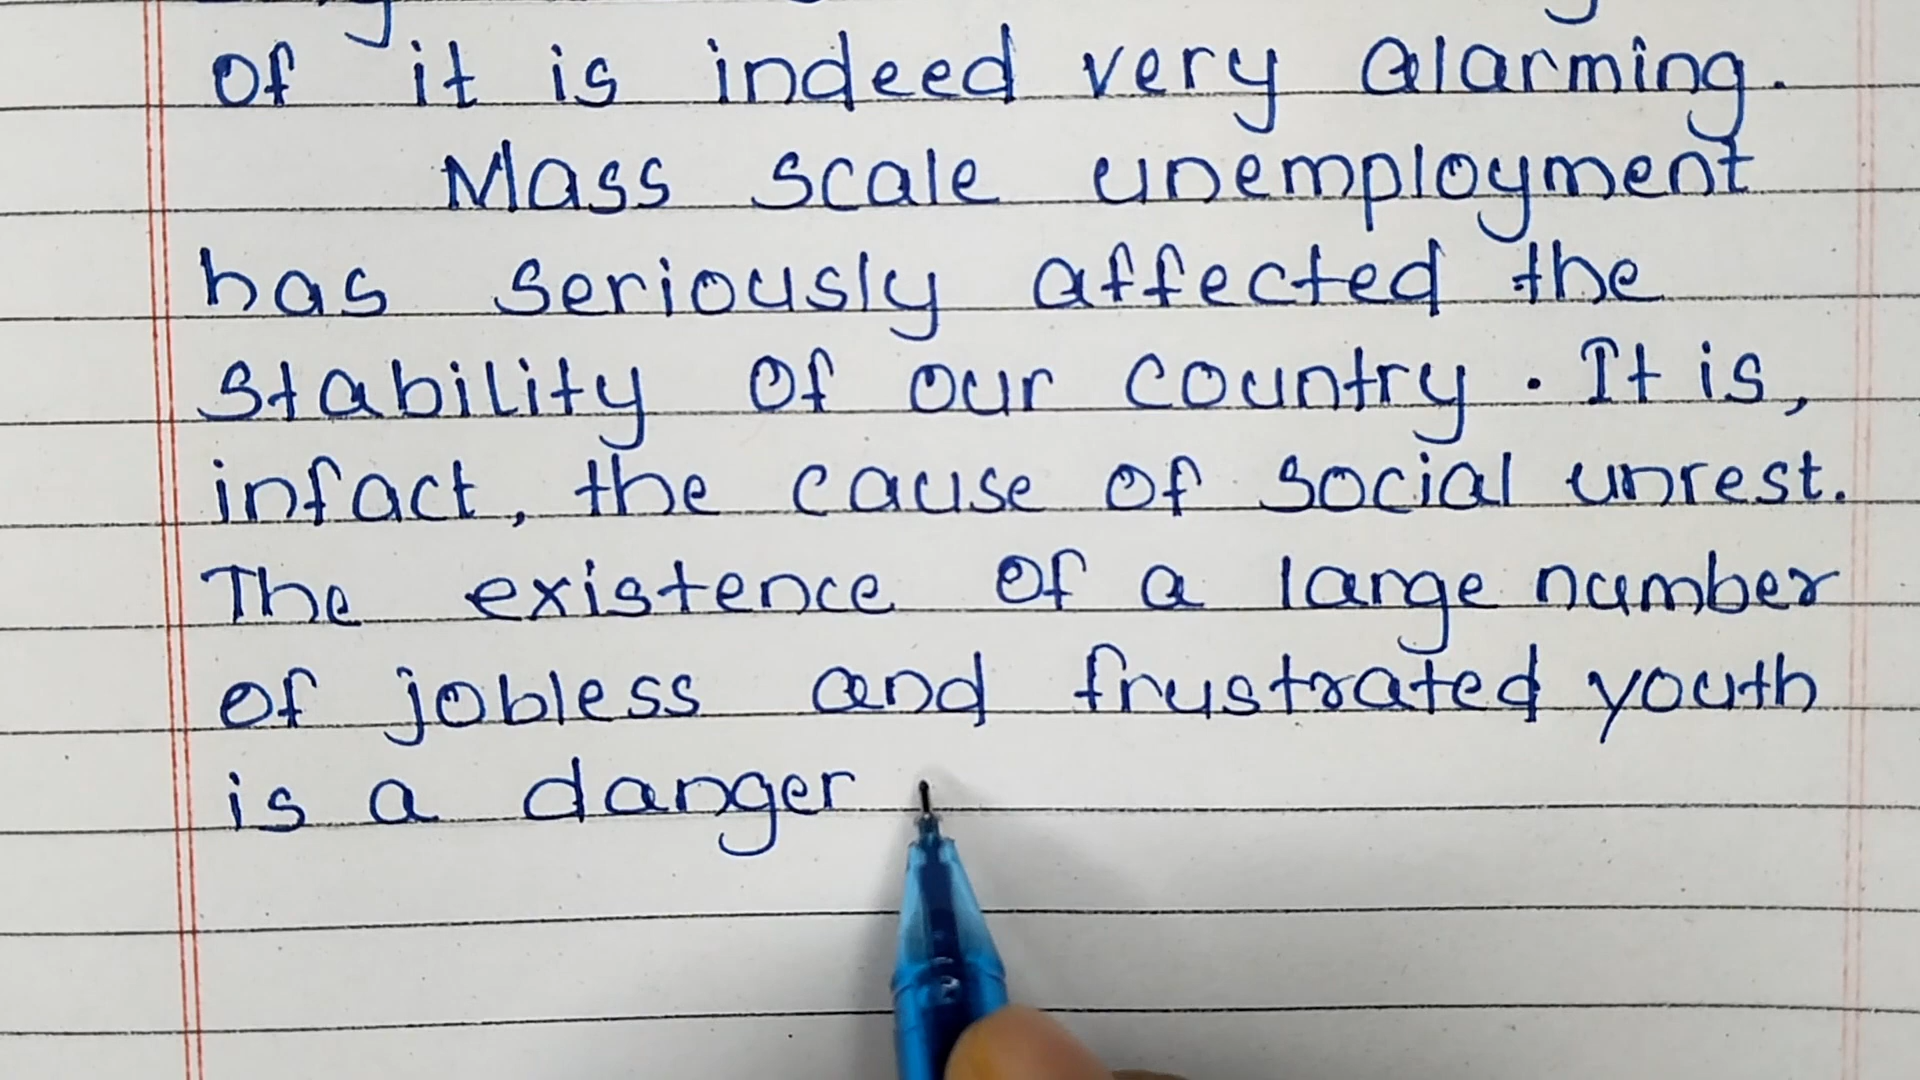 of it is indeed very alarming.
Mass scale unemployment
has seriously affected the
stability of our country. It is,
infact, the cause of social unrest.
The existence of a large number
of jobless and frustrated youth
is a danger